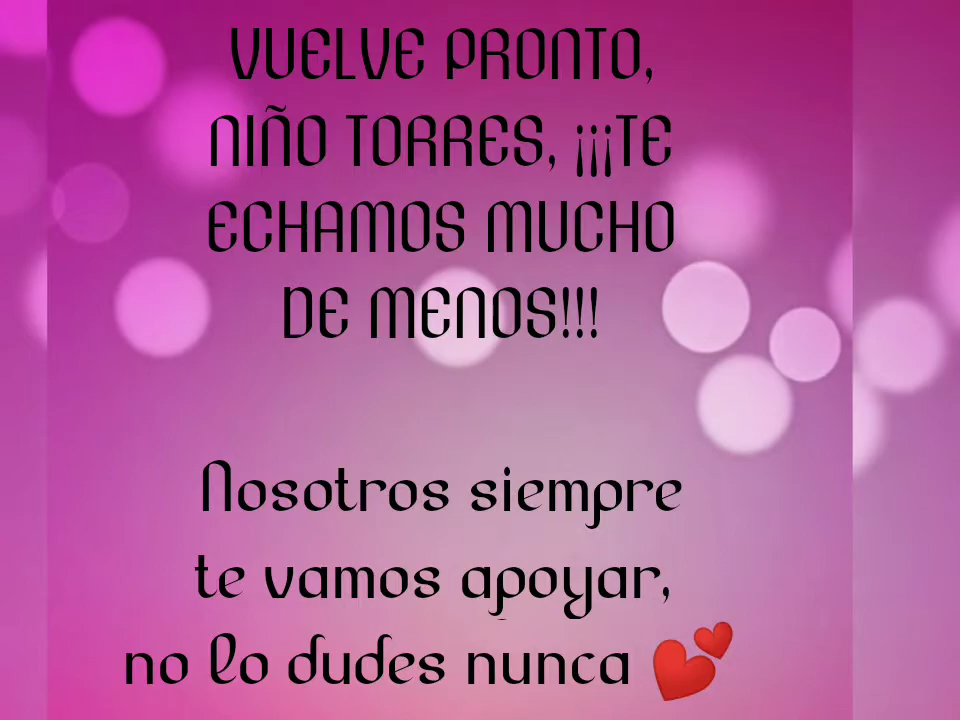 VUELVE PRONTO,
NIÑO TORRES, ¡¡¡TE
ECHAMOS MUCHO
DE MENOS!!!
Nosotros siempre
te vamos apoyar,
no lo dudes nunca 💕